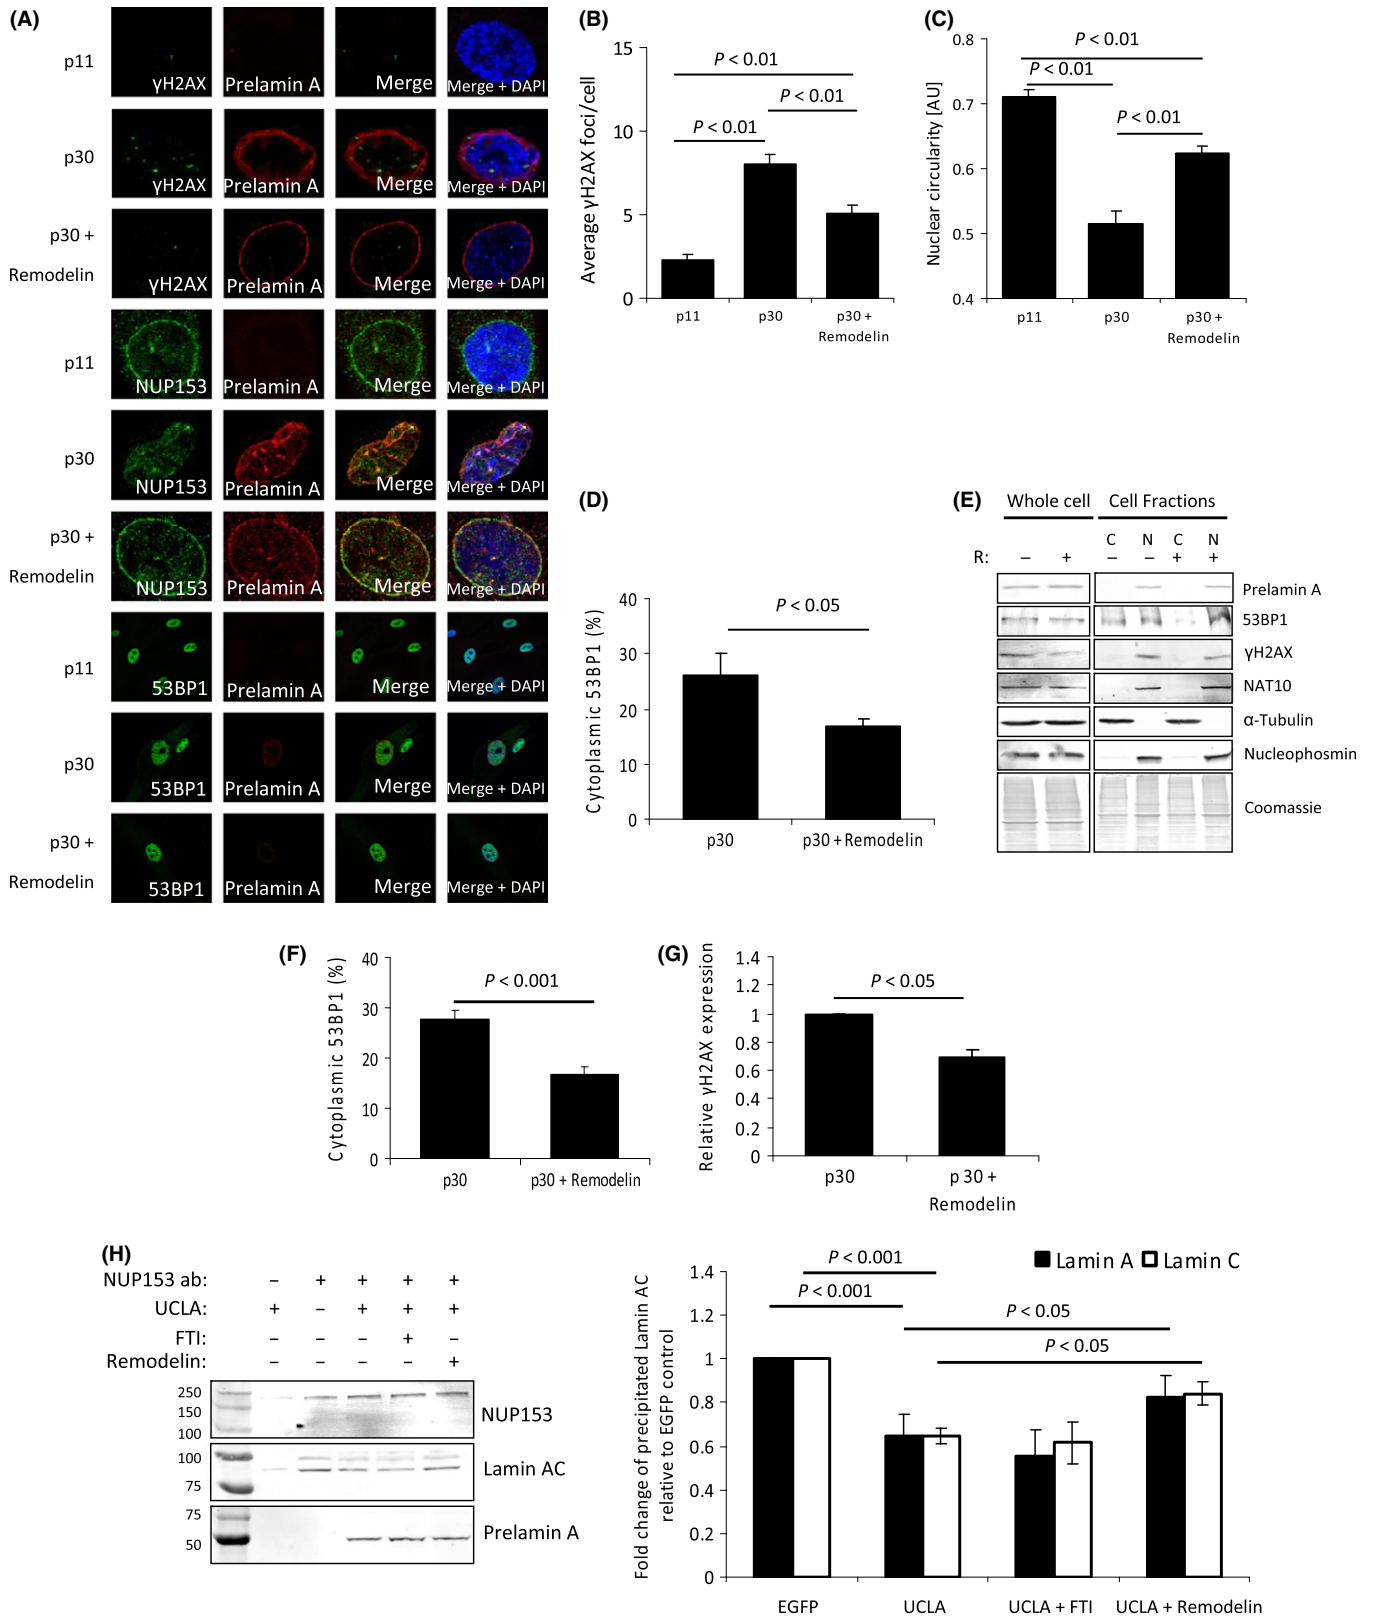 (A)
p11
γH2AX
Prelamin A
Merge
Merge + DAPI
p30
γH2AX
Prelamin A
Merge
Merge + DAPI
p30 +
Remodelin
γH2AX
Prelamin A
Merge
Merge + DAPI
p11
NUP153
Prelamin A
Merge
Merge + DAPI
p30
NUP153
Prelamin A
Merge
Merge + DAPI
p30 +
Remodelin
NUP153
Prelamin A
Merge
Merge + DAPI
p11
53BP1
Prelamin A
Merge
Merge + DAPI
p30
53BP1
Prelamin A
Merge
Merge + DAPI
p30 +
Remodelin
53BP1
Prelamin A
Merge
Merge + DAPI
(B)
Average γH2AX foci/cell
15
10
5
0
P < 0.01
P < 0.01
P < 0.01
p11
p30
p30 +
Remodelin
(C)
Nuclear circularity [AU]
0.8
0.7
0.6
0.5
0.4
P < 0.01
P < 0.01
P < 0.01
p11
p30
p30 +
Remodelin
(D)
Cytoplasmic 53BP1 (%)
40
30
20
10
0
P < 0.05
p30
p30 + Remodelin
(E)
Whole cell
Cell Fractions
C N C N
R: – + – – + +
Prelamin A
53BP1
γH2AX
NAT10
α-Tubulin
Nucleophosmin
Coomassie
(F)
Cytoplasmic 53BP1 (%)
40
30
20
10
0
P < 0.001
p30
p30 + Remodelin
(G)
Relative γH2AX expression
1.4
1.2
1
0.8
0.6
0.4
0.2
0
P < 0.05
p30
p 30 +
Remodelin
(H)
NUP153 ab: – + + + +
UCLA: + – + + +
FTI: – – – + –
Remodelin: – – – – +
250
150
100
NUP153
100
75
Lamin AC
75
50
Prelamin A
Fold change of precipitated Lamin AC
relative to EGFP control
1.4
1.2
1
0.8
0.6
0.4
0.2
0
Lamin A
Lamin C
P < 0.001
P < 0.001
P < 0.05
P < 0.05
EGFP
UCLA
UCLA + FTI
UCLA + Remodelin